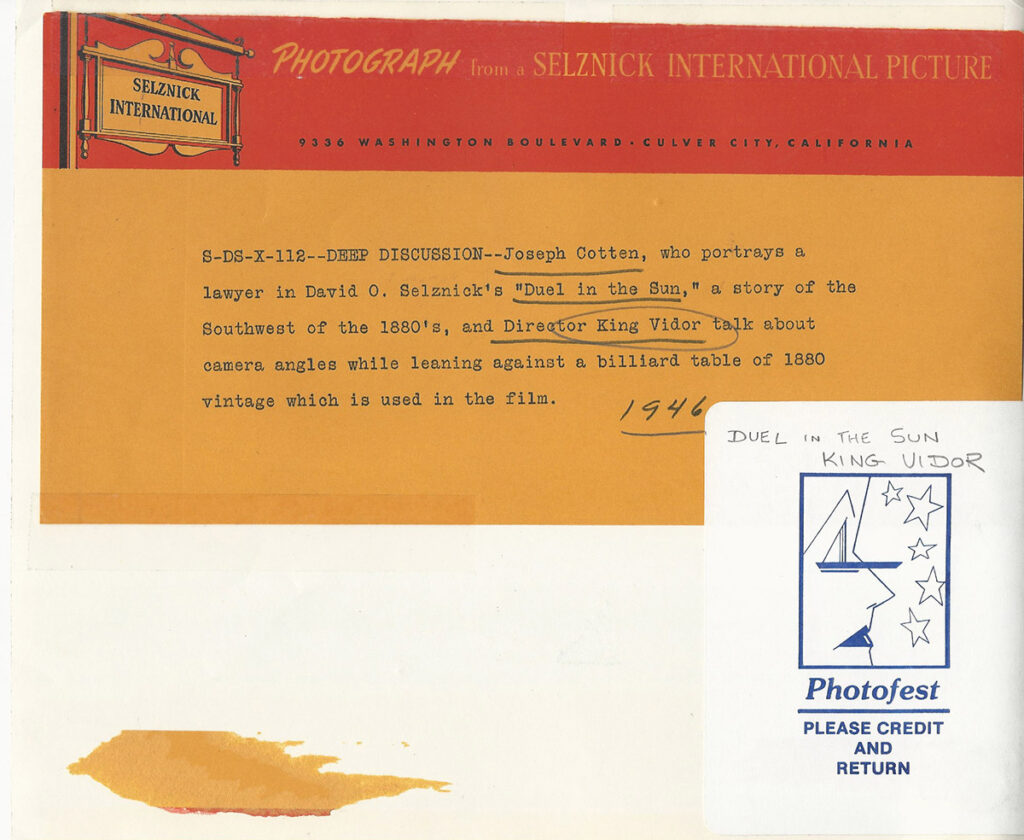 SELZNICK
INTERNATIONAL
PHOTOGRAPH from a SELZNICK INTERNATIONAL PICTURE
9336 WASHINGTON BOULEVARD · CULVER CITY, CALIFORNIA
S-DS-X-112--DEEP DISCUSSION--Joseph Cotten, who portrays a
lawyer in David O. Selznick's "Duel in the Sun," a story of the
Southwest of the 1880's, and Director King Vidor talk about
camera angles while leaning against a billiard table of 1880
vintage which is used in the film.
1946
DUEL IN THE SUN
KING VIDOR
Photofest
PLEASE CREDIT
AND
RETURN